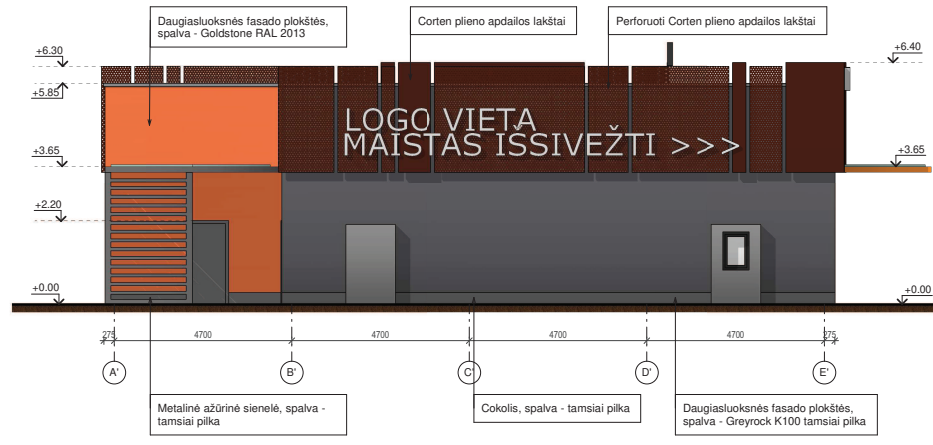 Daugiasluoksnės fasado plokštės,
spalva - Goldstone RAL 2013
Corten plieno apdailos lakštai
Perforuoti Corten plieno apdailos lakštai
+6.30
+6.40
+5.85
LOGO VIETA
MAISTAS IŠSIVEŽTI >>>
+3.65
+3.65
+2.20
+0.00
+0.00
275
4700
4700
4700
4700
275
A'
B'
C'
D'
E'
Metalinė ažūrinė sienelė, spalva -
tamsiai pilka
Cokolis, spalva - tamsiai pilka
Daugiasluoksnės fasado plokštės,
spalva - Greyrock K100 tamsiai pilka